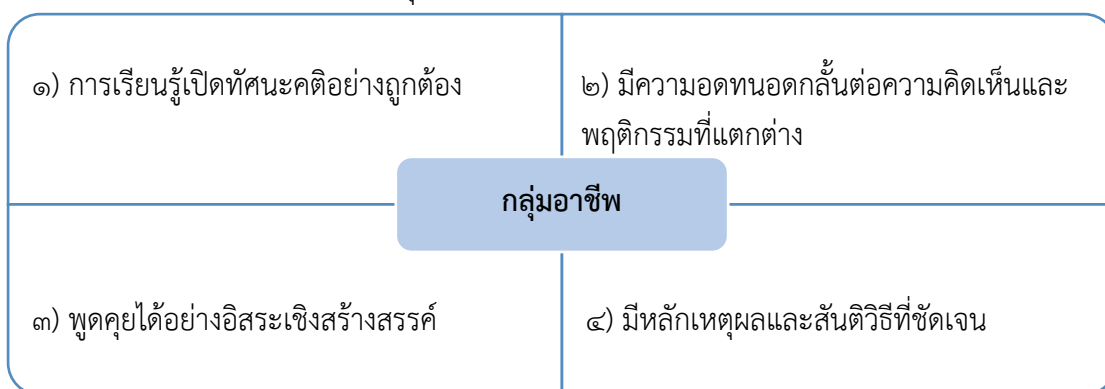 ๑) การเรียนรู้เปิดทัศนะคติอย่างถูกต้อง
๒) มีความอดทนอดกลั้นต่อความคิดเห็นและ
พฤติกรรมที่แตกต่าง
กลุ่มอาชีพ
๓) พูดคุยได้อย่างอิสระเชิงสร้างสรรค์
๔) มีหลักเหตุผลและสันติวิธีที่ชัดเจน